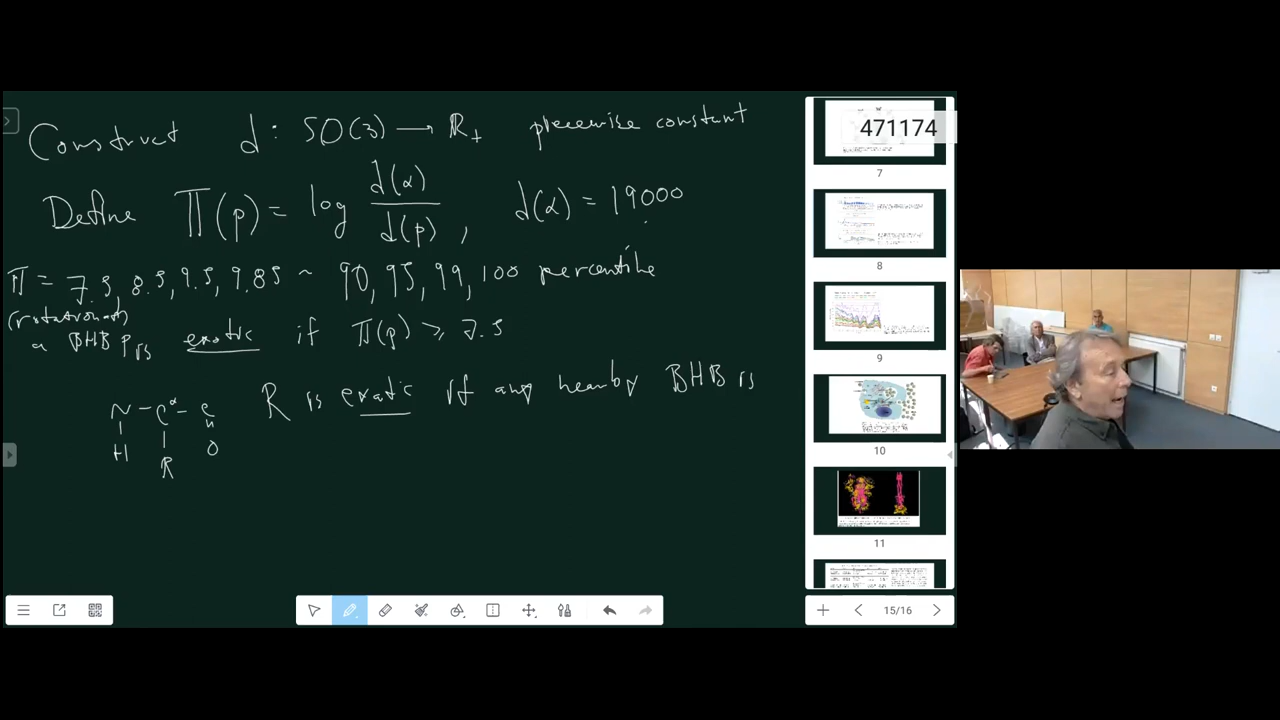 Construct d: SO(3) → ℝ₊ piecewise constant
Define Π(p) = log d(α)/d(p), d(α) = 19000
Π = 7.5, 8.5, 9.5, 9.85 ~ 90, 95, 99, 100 percentile
(rotational)
a BHB p is exotic if Π(p) ≥ 7.5
R is exotic if any nearby BHB is
N – Cα – C
H R O
471174
7
8
9
10
11
15/16